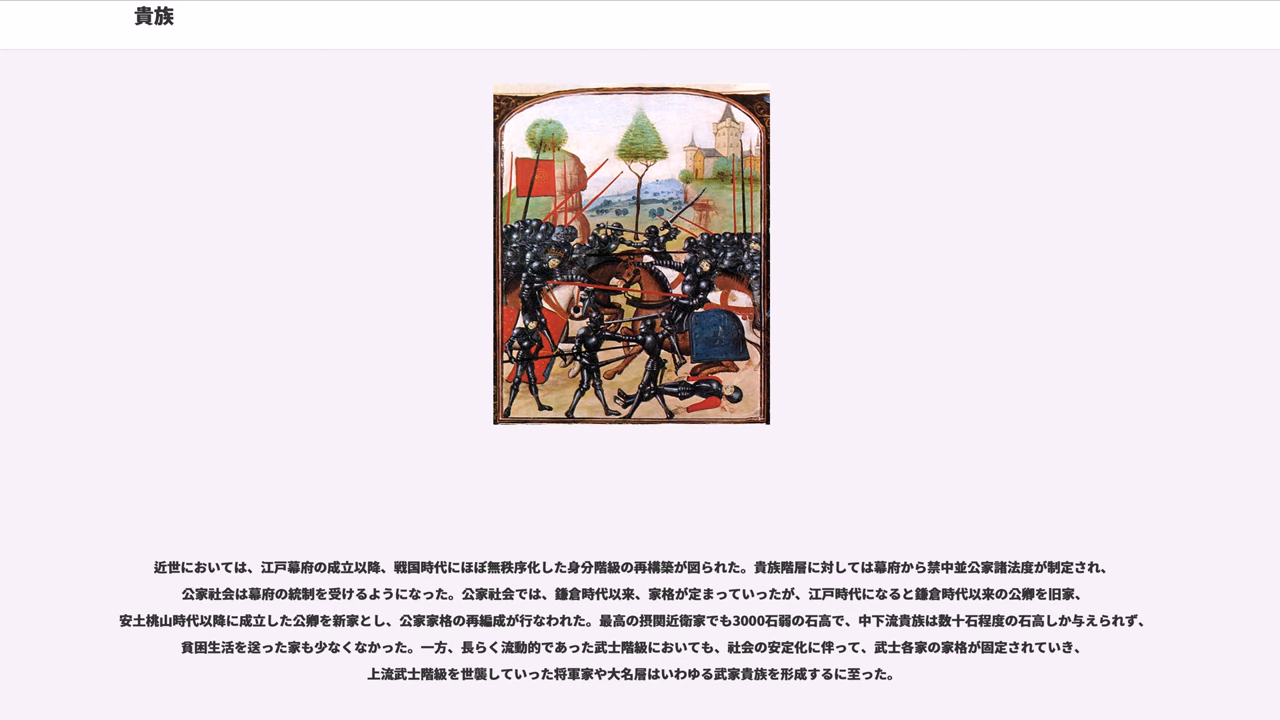 貴族
近世においては、江戸幕府の成立以降、戦国時代にほぼ無秩序化した身分階級の再構築が図られた。貴族階層に対しては幕府から禁中並公家諸法度が制定され、
公家社会は幕府の統制を受けるようになった。公家社会では、鎌倉時代以来、家格が定まっていったが、江戸時代になると鎌倉時代以来の公卿を旧家、
安土桃山時代以降に成立した公卿を新家とし、公家家格の再編成が行なわれた。最高の摂関近衛家でも3000石弱の石高で、中下流貴族は数十石程度の石高しか与えられず、
貧困生活を送った家も少なくなかった。一方、長らく流動的であった武士階級においても、社会の安定化に伴って、武士各家の家格が固定されていき、
上流武士階級を世襲していった将軍家や大名層はいわゆる武家貴族を形成するに至った。